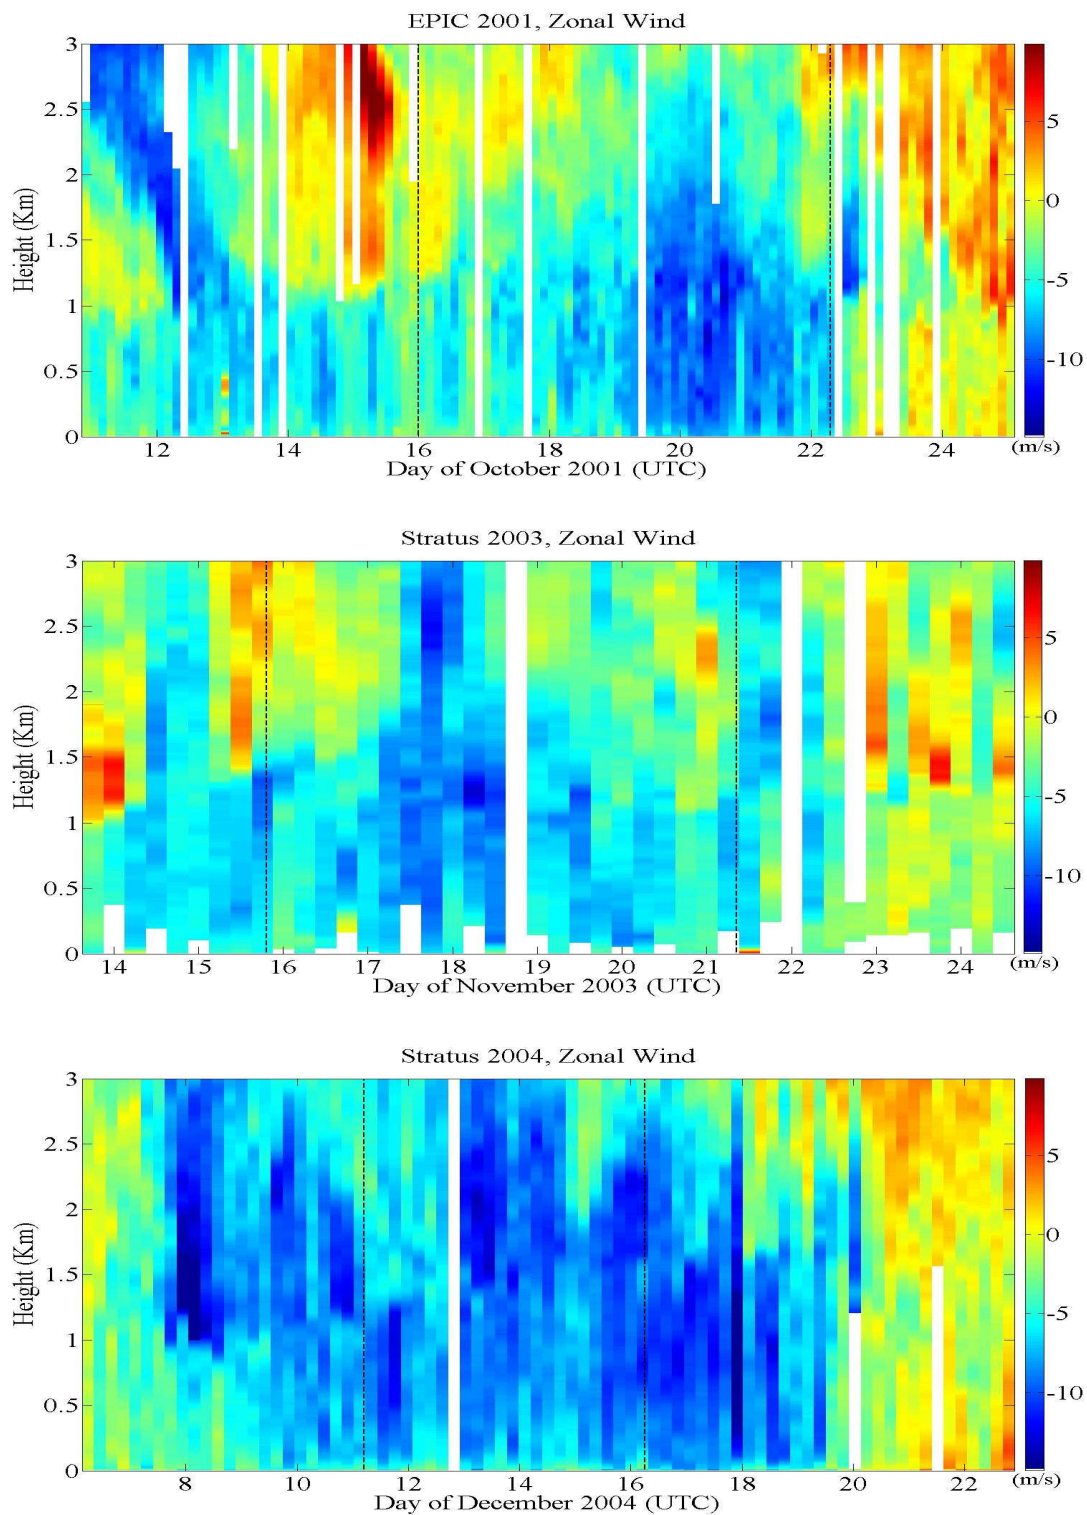 EPIC 2001, Zonal Wind
3
2.5
2
1.5
1
0.5
0
Height (Km)
12 14 16 18 20 22 24
Day of October 2001 (UTC)
5
0
-5
-10
(m/s)
Stratus 2003, Zonal Wind
3
2.5
2
1.5
1
0.5
0
Height (Km)
14 15 16 17 18 19 20 21 22 23 24
Day of November 2003 (UTC)
5
0
-5
-10
(m/s)
Stratus 2004, Zonal Wind
3
2.5
2
1.5
1
0.5
0
Height (Km)
8 10 12 14 16 18 20 22
Day of December 2004 (UTC)
5
0
-5
-10
(m/s)